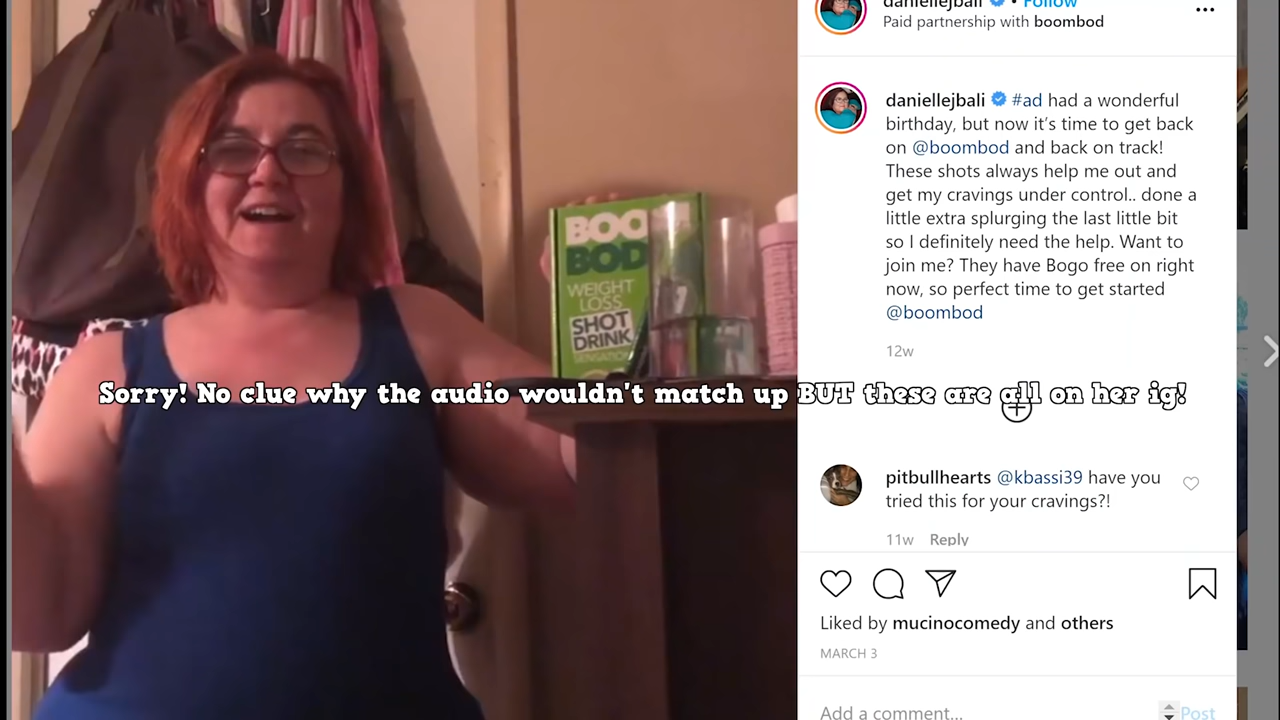 daniellejbali • Follow
Paid partnership with boombod
daniellejbali #ad had a wonderful
birthday, but now it's time to get back
on @boombod and back on track!
These shots always help me out and
get my cravings under control.. done a
little extra splurging the last little bit
so I definitely need the help. Want to
join me? They have Bogo free on right
now, so perfect time to get started
@boombod
12w
BOO
BOD
WEIGHT
LOSS
SHOT
DRINK
SENSATION
Sorry! No clue why the audio wouldn't match up BUT these are all on her ig!
pitbullhearts @kbassi39 have you
tried this for your cravings?!
11w Reply
Liked by mucinocomedy and others
MARCH 3
Add a comment... Post